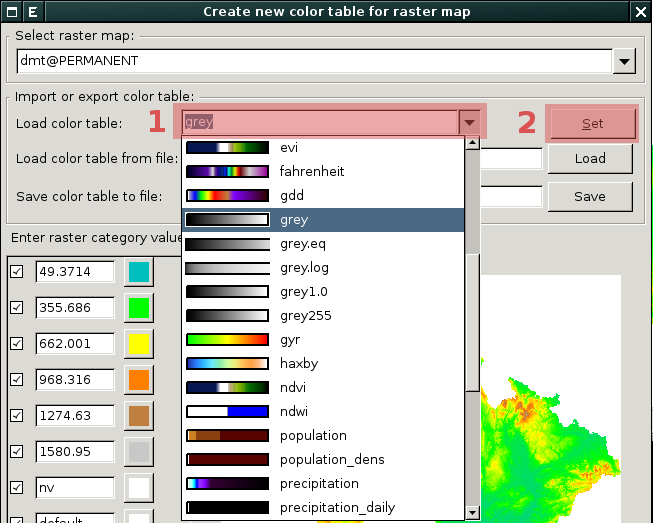 E Create new color table for raster map
Select raster map:
dmt@PERMANENT
Import or export color table:
Load color table: 1 grey 2 Set
Load color table from file: Load
Save color table to file: Save
Enter raster category value
evi
fahrenheit
gdd
grey
grey.eq
grey.log
grey1.0
grey255
gyr
haxby
ndvi
ndwi
population
population_dens
precipitation
precipitation_daily
49.3714
355.686
662.001
968.316
1274.63
1580.95
nv
default